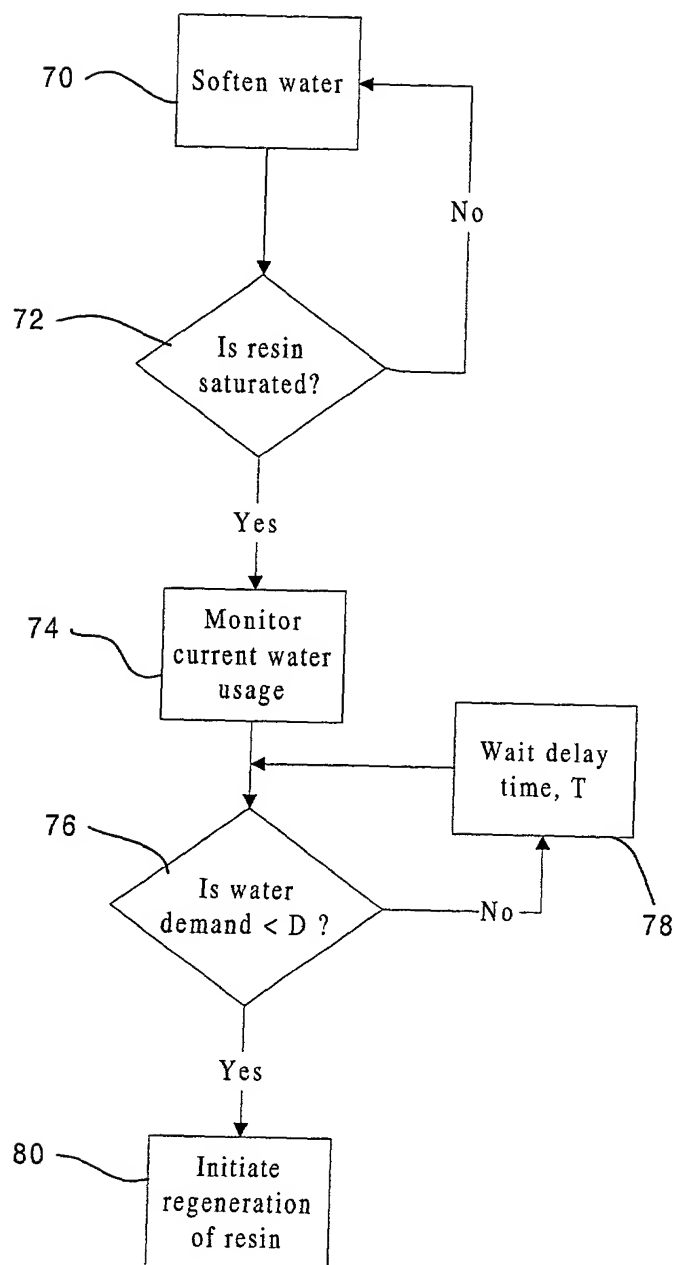 70
Soften water
No
72
Is resin
saturated?
Yes
74
Monitor
current water
usage
Wait delay
time, T
76
Is water
demand < D ?
No
78
Yes
80
Initiate
regeneration
of resin